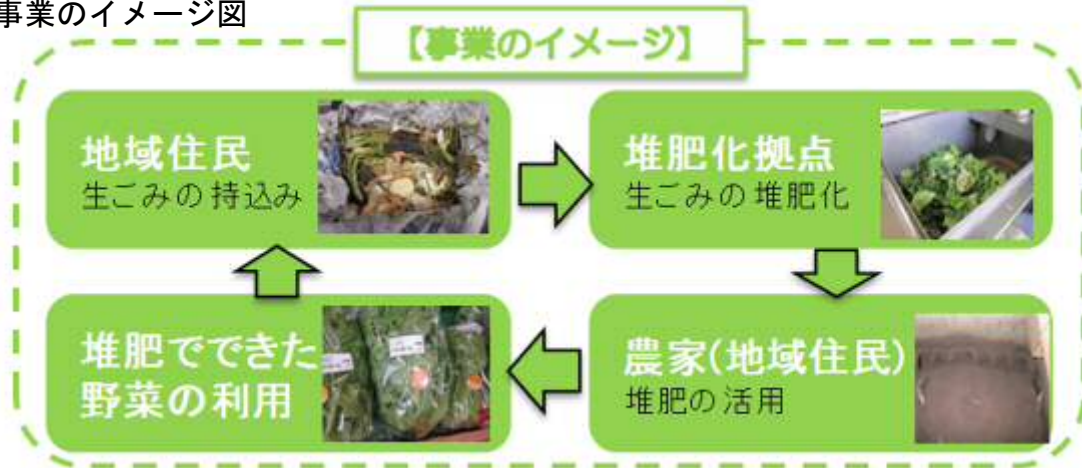 事業のイメージ図
【事業のイメージ】
地域住民
生ごみの持込み
堆肥化拠点
生ごみの堆肥化
堆肥でできた
野菜の利用
農家(地域住民)
堆肥の活用